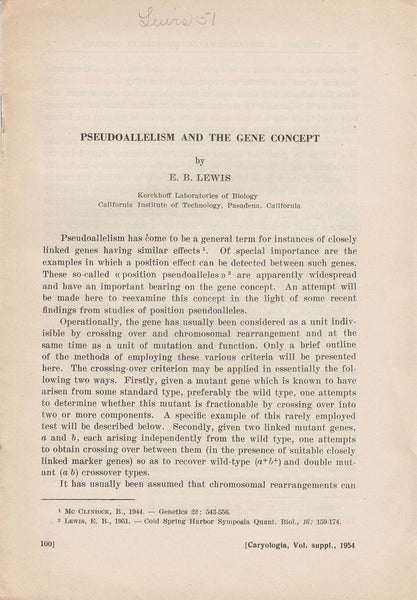 Lewis 51
PSEUDOALLELISM AND THE GENE CONCEPT
by
E. B. LEWIS
Kerckhoff Laboratories of Biology
California Institute of Technology, Pasadena, California
Pseudoallelism has come to be a general term for instances of closely
linked genes having similar effects ¹. Of special importance are the
examples in which a position effect can be detected between such genes.
These so-called « position pseudoalleles » ² are apparently widespread
and have an important bearing on the gene concept. An attempt will
be made here to reexamine this concept in the light of some recent
findings from studies of position pseudoalleles.
Operationally, the gene has usually been considered as a unit indiv-
isible by crossing over and chromosomal rearrangement and at the
same time as a unit of mutation and function. Only a brief outline
of the methods of employing these various criteria will be presented
here. The crossing-over criterion may be applied in essentially the fol-
lowing two ways. Firstly, given a mutant gene which is known to have
arisen from some standard type, preferably the wild type, one attempts
to determine whether this mutant is fractionable by crossing over into
two or more components. A specific example of this rarely employed
test will be described below. Secondly, given two linked mutant genes,
a and b, each arising independently from the wild type, one attempts
to obtain crossing over between them (in the presence of suitable closely
linked marker genes) so as to recover wild-type (a⁺b⁺) and double mut-
ant (a b) crossover types.
It has usually been assumed that chromosomal rearrangements can
¹ Mc Clintock, B., 1944. — Genetics 29: 543-556.
² Lewis, E. B., 1951. — Cold Spring Harbor Symposia Quant. Biol., 16: 159-174.
100] [Caryologia, Vol. suppl., 1954